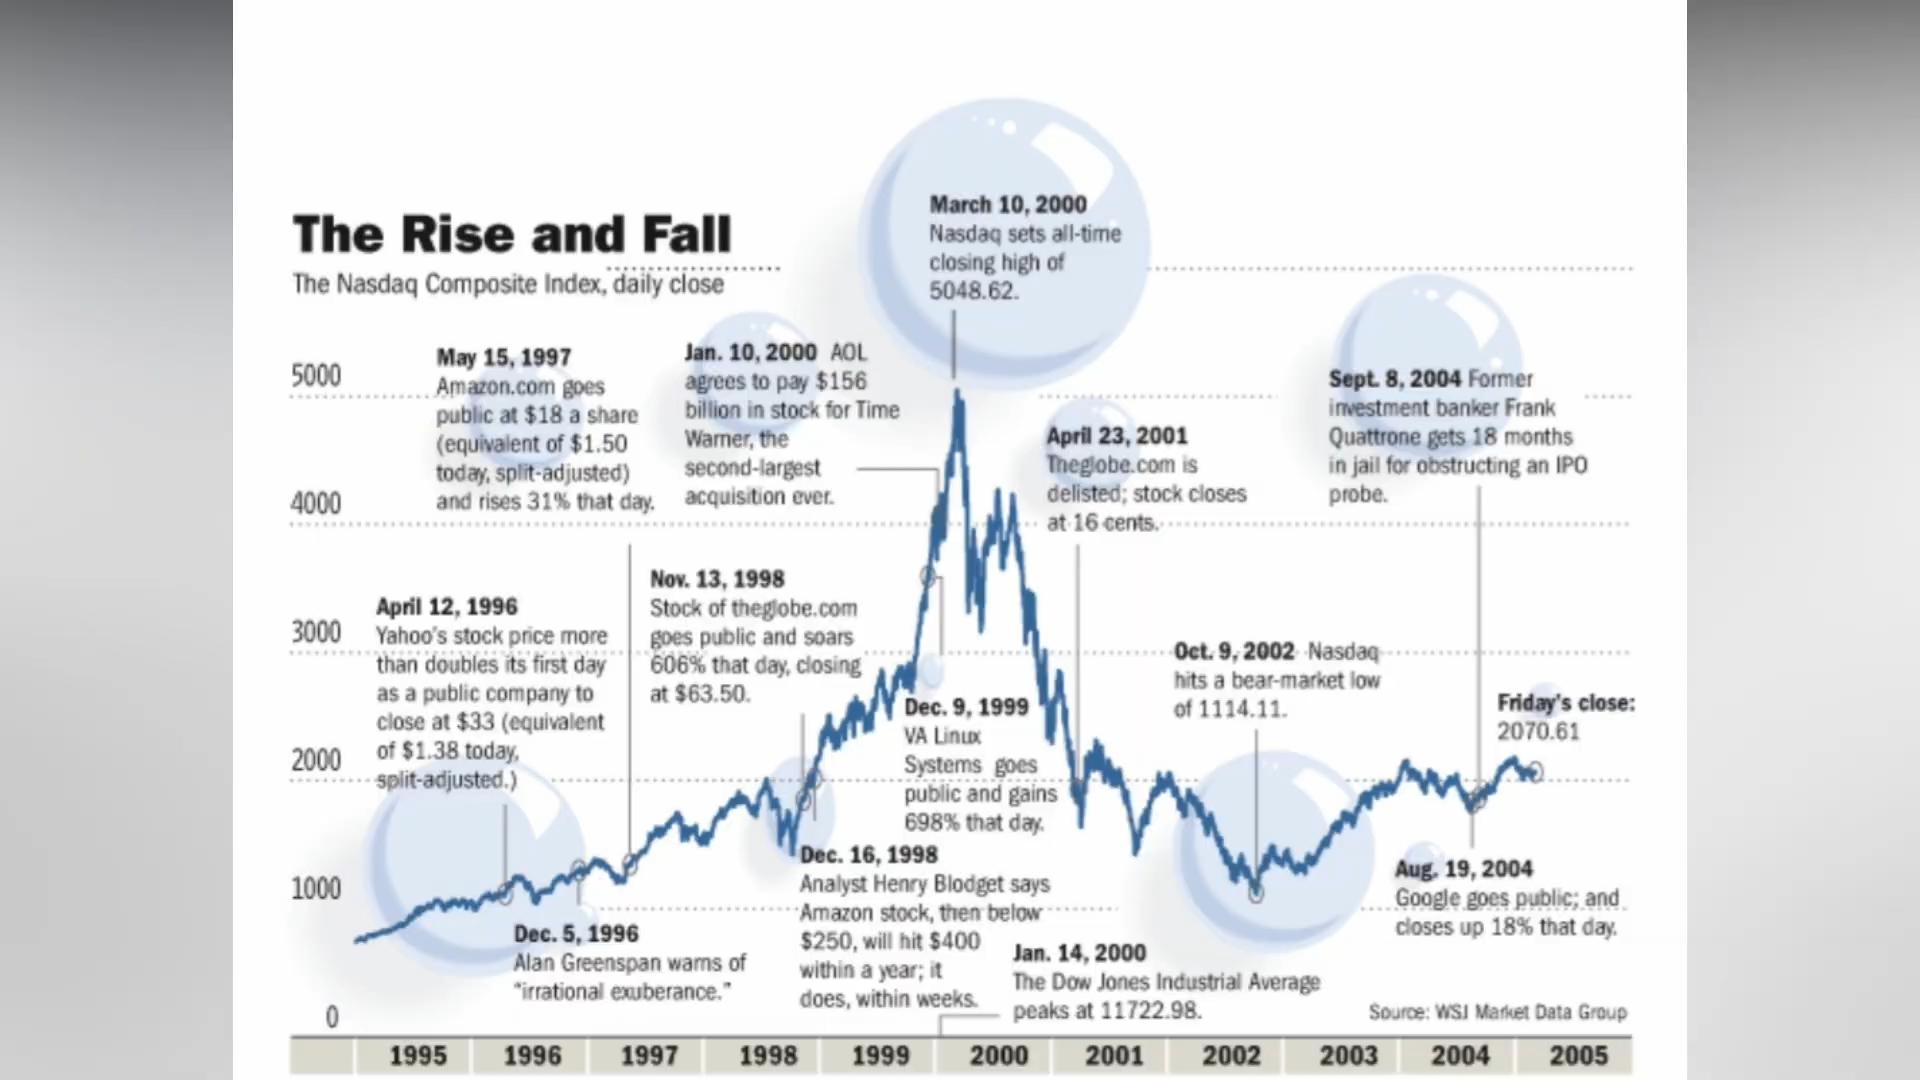 The Rise and Fall
The Nasdaq Composite Index, daily close
March 10, 2000
Nasdaq sets all-time
closing high of
5048.62.
May 15, 1997
Amazon.com goes
public at $18 a share
(equivalent of $1.50
today, split-adjusted)
and rises 31% that day.
Jan. 10, 2000 AOL
agrees to pay $156
billion in stock for Time
Warner, the
second-largest
acquisition ever.
April 23, 2001
Theglobe.com is
delisted; stock closes
at 16 cents.
Sept. 8, 2004 Former
investment banker Frank
Quattrone gets 18 months
in jail for obstructing an IPO
probe.
April 12, 1996
Yahoo's stock price more
than doubles its first day
as a public company to
close at $33 (equivalent
of $1.38 today,
split-adjusted.)
Nov. 13, 1998
Stock of theglobe.com
goes public and soars
606% that day, closing
at $63.50.
Dec. 9, 1999
VA Linux
Systems goes
public and gains
698% that day.
Oct. 9, 2002 Nasdaq
hits a bear-market low
of 1114.11.
Friday's close:
2070.61
Dec. 5, 1996
Alan Greenspan warns of
"irrational exuberance."
Dec. 16, 1998
Analyst Henry Blodget says
Amazon stock, then below
$250, will hit $400
within a year; it
does, within weeks.
Jan. 14, 2000
The Dow Jones Industrial Average
peaks at 11722.98.
Aug. 19, 2004
Google goes public; and
closes up 18% that day.
Source: WSJ Market Data Group
5000
4000
3000
2000
1000
0
1995 1996 1997 1998 1999 2000 2001 2002 2003 2004 2005